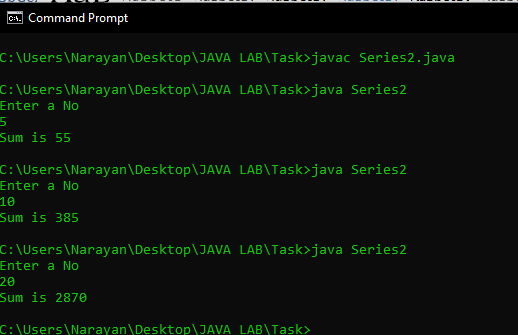 Command Prompt
C:\Users\Narayan\Desktop\JAVA LAB\Task>javac Series2.java
C:\Users\Narayan\Desktop\JAVA LAB\Task>java Series2
Enter a No
5
Sum is 55
C:\Users\Narayan\Desktop\JAVA LAB\Task>java Series2
Enter a No
10
Sum is 385
C:\Users\Narayan\Desktop\JAVA LAB\Task>java Series2
Enter a No
20
Sum is 2870
C:\Users\Narayan\Desktop\JAVA LAB\Task>